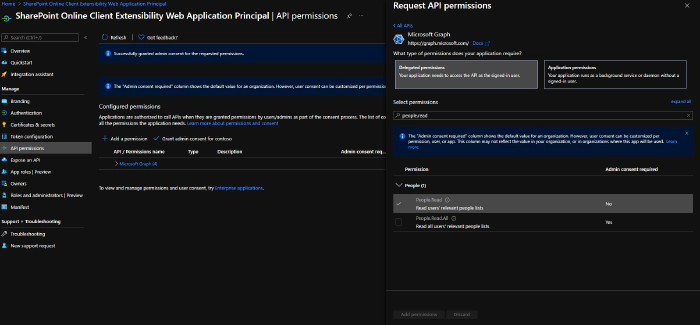 Home > SharePoint Online Client Extensibility Web Application Principal
SharePoint Online Client Extensibility Web Application Principal | API permissions
Search (Ctrl+/)
Overview
Quickstart
Integration assistant
Manage
Branding
Authentication
Certificates & secrets
Token configuration
API permissions
Expose an API
App roles | Preview
Owners
Roles and administrators | Preview
Manifest
Support + Troubleshooting
Troubleshooting
New support request
Refresh
Got feedback?
Successfully granted admin consent for the requested permissions.
The "Admin consent required" column shows the default value for an organization. However, user consent can be customized per permission
Configured permissions
Applications are authorized to call APIs when they are granted permissions by users/admins as part of the consent process. The list of co
all the permissions the application needs. Learn more about permissions and consent
Add a permission
Grant admin consent for contoso
API / Permissions name
Type
Description
Admin consent req...
Microsoft Graph (4)
To view and manage permissions and user consent, try Enterprise applications.
Request API permissions
All APIs
Microsoft Graph
https://graph.microsoft.com/ Docs
What type of permissions does your application require?
Delegated permissions
Your application needs to access the API as the signed-in user.
Application permissions
Your application runs as a background service or daemon without a
signed-in user.
Select permissions
expand all
people.read
The "Admin consent required" column shows the default value for an organization. However, user consent can be customized per
permission, user, or app. This column may not reflect the value in your organization, or in organizations where this app will be used. Learn
more
Permission
Admin consent required
People (1)
People.Read
Read users' relevant people lists
No
People.Read.All
Read all users' relevant people lists
Yes
Add permissions
Discard